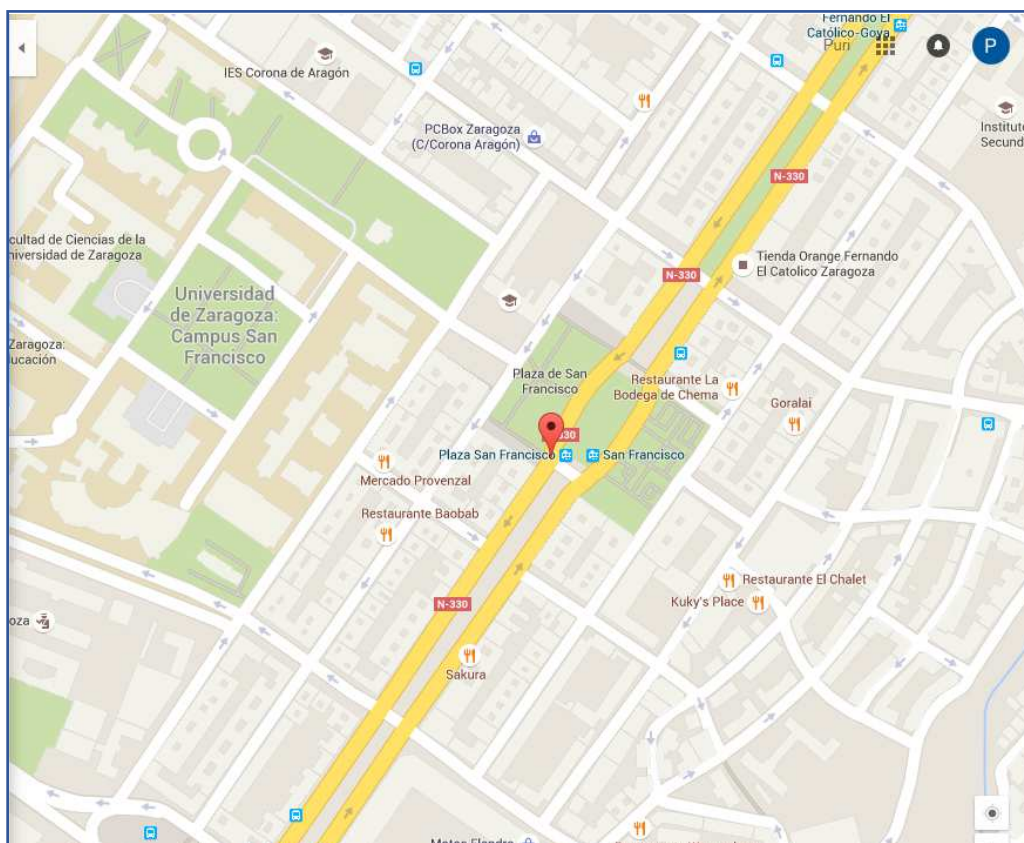 Fernando El
Católico-Goya
Puri
P
IES Corona de Aragón
PCBox Zaragoza
(C/Corona Aragón)
Instituto
Secund
N-330
cultad de Ciencias de la
niversidad de Zaragoza
Tienda Orange Fernando
El Catolico Zaragoza
N-330
Universidad
de Zaragoza:
Campus San
Francisco
Zaragoza:
ucación
Plaza de San
Francisco
Restaurante La
Bodega de Chema
Goralai
330
Plaza San Francisco
San Francisco
Mercado Provenzal
Restaurante Baobab
Restaurante El Chalet
Kuky's Place
N-330
oza
Sakura